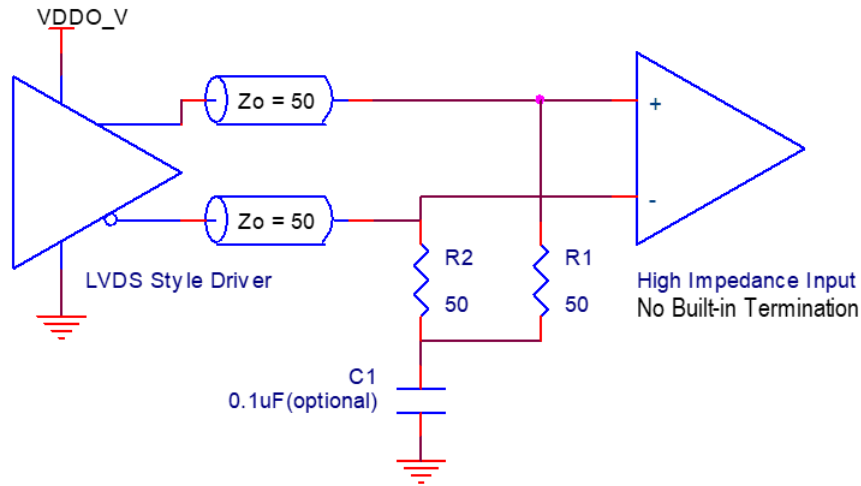 VDDO_V
Zo = 50
+
Zo = 50
-
R2
R1
LVDS Style Driver
High Impedance Input
50
50
No Built-in Termination
C1
0.1uF(optional)